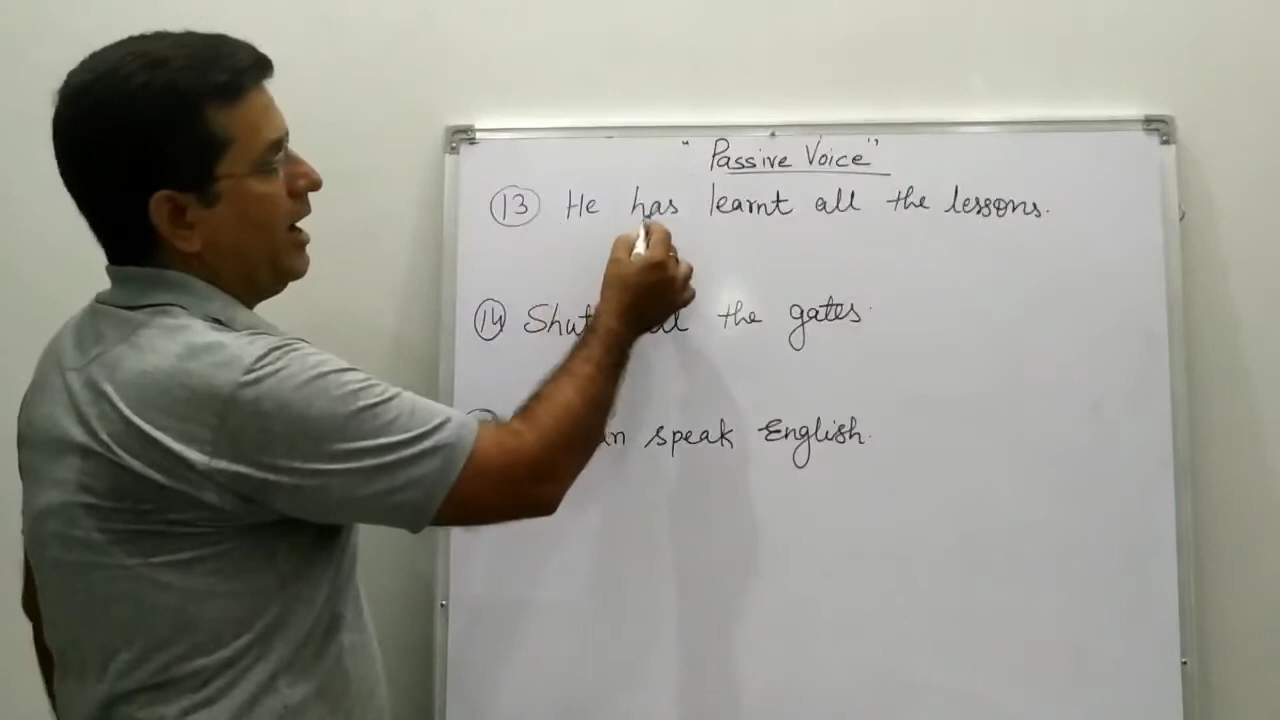 "Passive Voice"
13 He has learnt all the lessons.
14 Shut the gates.
speak English.